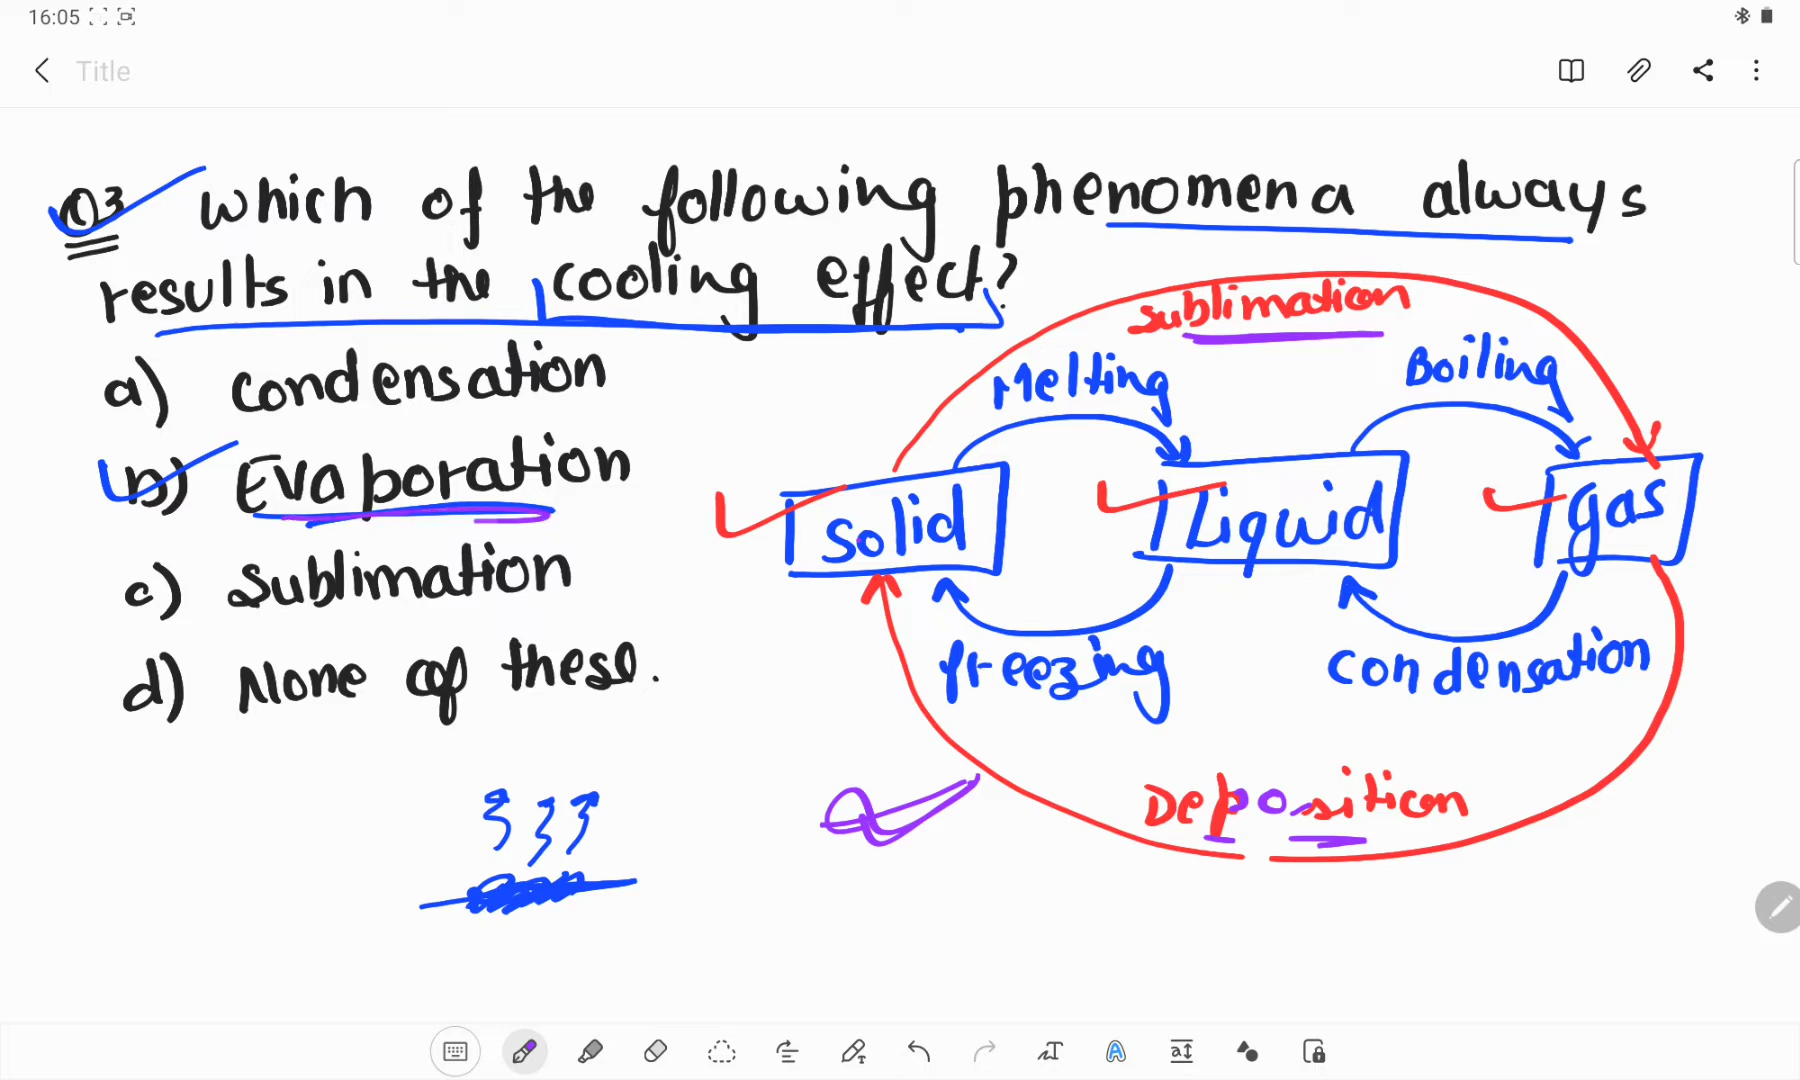 16:05
Title
Q3 Which of the following phenomena always
results in the cooling effect?
a) Condensation
b) Evaporation
c) Sublimation
d) None of these.
Sublimation
Melting
Boiling
Solid
Liquid
gas
freezing
Condensation
Deposition